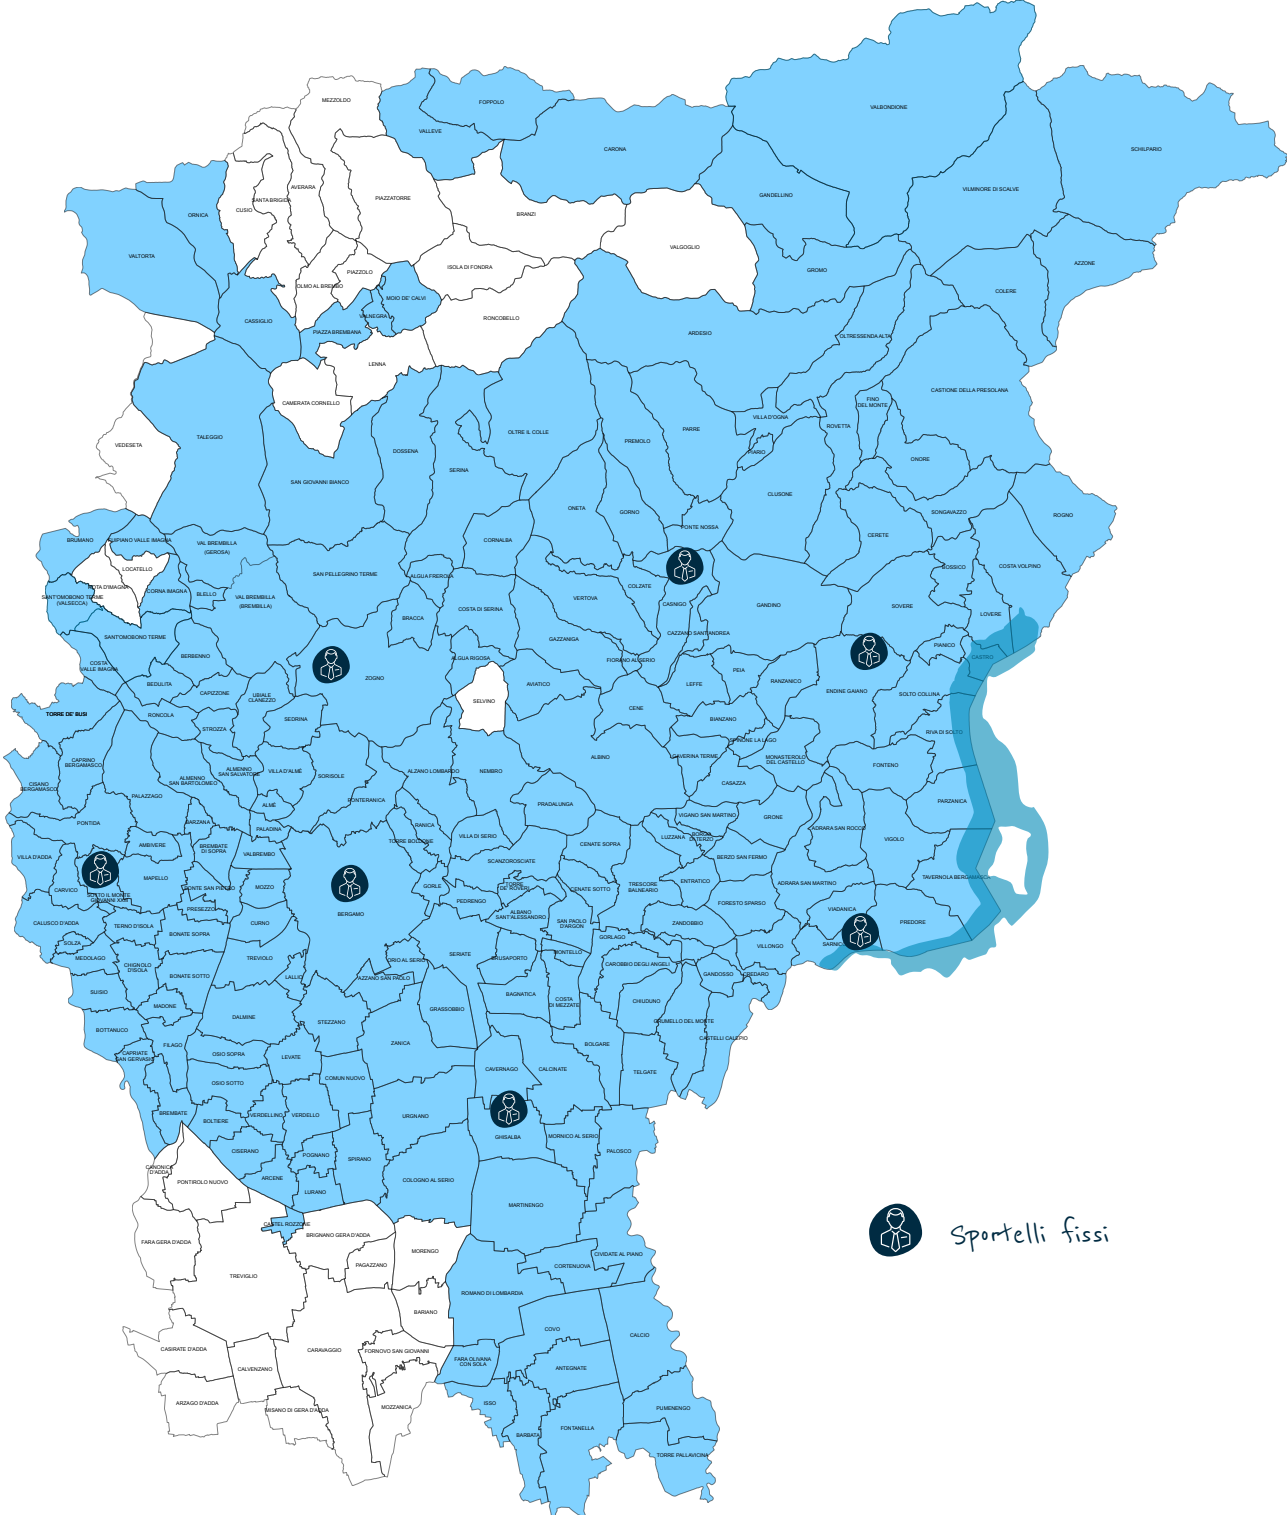 MEZZOLDO
FOPPOLO
VALBONDIONE
VALLEVE
CARONA
SCHILPARIO
AVERARA
SANTA BRIGIDA
CUSIO
PIAZZATORRE
GANDELLINO
VILMINORE DI SCALVE
ORNICA
BRANZI
VALTORTA
VALGOGLIO
AZZONE
ISOLA DI FONDRA
PIAZZOLO
GROMO
OLMO AL BREMBO
MOIO DE' CALVI
COLERE
CASSIGLIO
VALNEGRA
RONCOBELLO
PIAZZA BREMBANA
ARDESIO
OLTRESSENDA ALTA
LENNA
CASTIONE DELLA PRESOLANA
CAMERATA CORNELLO
FINO
DEL MONTE
VILLA D'OGNA
ROVETTA
TALEGGIO
OLTRE IL COLLE
PARRE
PREMOLO
VEDESETA
DOSSENA
PIARIO
ONORE
SERINA
SAN GIOVANNI BIANCO
CLUSONE
ONETA
GORNO
SONGAVAZZO
ROGNO
PONTE NOSSA
CERETE
BRUMANO
FUIPIANO VALLE IMAGNA
CORNALBA
VAL BREMBILLA
(GEROSA)
LOCATELLO
BOSSICO
COSTA VOLPINO
SAN PELLEGRINO TERME
ALGUA FREROLA
ROTA D'IMAGNA
COLZATE
CORNA IMAGNA
BLELLO
VAL BREMBILLA
(BREMBILLA)
SANT'OMOBONO TERME
(VALSECCA)
VERTOVA
CASNIGO
GANDINO
SOVERE
COSTA DI SERINA
LOVERE
BRACCA
SANT'OMOBONO TERME
GAZZANIGA
CAZZANO SANT'ANDREA
PIANICO
BERBENNO
ALGUA RIGOSA
FIORANO AL SERIO
CASTRO
COSTA
VALLE IMAGNA
PEIA
ZOGNO
BEDULITA
AVIATICO
LEFFE
RANZANICO
CAPIZZONE
ENDINE GAIANO
SOLTO COLLINA
UBIALE
CLANEZZO
SELVINO
CENE
TORRE DE' BUSI
RONCOLA
SEDRINA
BIANZANO
STROZZA
RIVA DI SOLTO
SPINONE LA LAGO
CAPRINO
BERGAMASCO
ALBINO
GAVERINA TERME
MONASTEROLO
DEL CASTELLO
FONTENO
ALMENNO
SAN SALVATORE
VILLA D'ALMÈ
SORISOLE
ALZANO LOMBARDO
NEMBRO
ALMENNO
SAN BARTOLOMEO
CISANO
BERGAMASCO
CASAZZA
PALAZZAGO
PONTERANICA
PARZANICA
ALMÈ
PRADALUNGA
VIGANO SAN MARTINO
GRONE
PONTIDA
BARZANA
PALADINA
RANICA
ADRARA SAN ROCCO
VILLA DI SERIO
LUZZANA
BORGO
DI TERZO
VIGOLO
TORRE BOLDONE
CENATE SOPRA
AMBIVERE
BREMBATE
DI SOPRA
VALBREMBO
VILLA D'ADDA
BERZO SAN FERMO
SCANZOROSCIATE
TAVERNOLA BERGAMASCA
MAPELLO
ENTRATICO
ADRARA SAN MARTINO
CARVICO
PONTE SAN PIETRO
MOZZO
GORLE
TORRE
DE' ROVERI
CENATE SOTTO
TRESCORE
BALNEARIO
SOTTO IL MONTE
GIOVANNI XXIII
PEDRENGO
FORESTO SPARSO
PRESEZZO
BERGAMO
ALBANO
SANT'ALESSANDRO
VIADANICA
CALUSCO D'ADDA
TERNO D'ISOLA
CURNO
SAN PAOLO
D'ARGON
ZANDOBBIO
PREDORE
BONATE SOPRA
GORLAGO
SOLZA
VILLONGO
SARNICO
MEDOLAGO
TREVIOLO
ORIO AL SERIO
SERIATE
BRUSAPORTO
MONTELLO
CHIGNOLO
D'ISOLA
CAROBBIO DEGLI ANGELI
BONATE SOTTO
LALLIO
AZZANO SAN PAOLO
GANDOSSO
CREDARO
SUISIO
BAGNATICA
COSTA
DI MEZZATE
CHIUDUNO
MADONE
GRASSOBBIO
DALMINE
STEZZANO
GRUMELLO DEL MONTE
BOTTANUCO
CASTELLI CALEPIO
FILAGO
ZANICA
BOLGARE
CAPRIATE
SAN GERVASIO
OSIO SOPRA
LEVATE
CAVERNAGO
CALCINATE
TELGATE
COMUN NUOVO
OSIO SOTTO
BREMBATE
VERDELLINO
VERDELLO
URGNANO
BOLTIERE
GHISALBA
MORNICO AL SERIO
CISERANO
POGNANO
SPIRANO
PALOSCO
CANONICA
D'ADDA
PONTIROLO NUOVO
ARCENE
COLOGNO AL SERIO
LURANO
MARTINENGO
CASTEL ROZZONE
Sportelli fissi
BRIGNANO GERA D'ADDA
FARA GERA D'ADDA
MORENGO
CIVIDATE AL PIANO
PAGAZZANO
CORTENUOVA
TREVIGLIO
ROMANO DI LOMBARDIA
BARIANO
COVO
CALCIO
CASIRATE D'ADDA
CARAVAGGIO
FORNOVO SAN GIOVANNI
FARA OLIVANA
CON SOLA
CALVENZANO
ANTEGNATE
ARZAGO D'ADDA
MISANO DI GERA D'ADDA
MOZZANICA
ISSO
PUMENENGO
BARBATA
FONTANELLA
TORRE PALLAVICINA